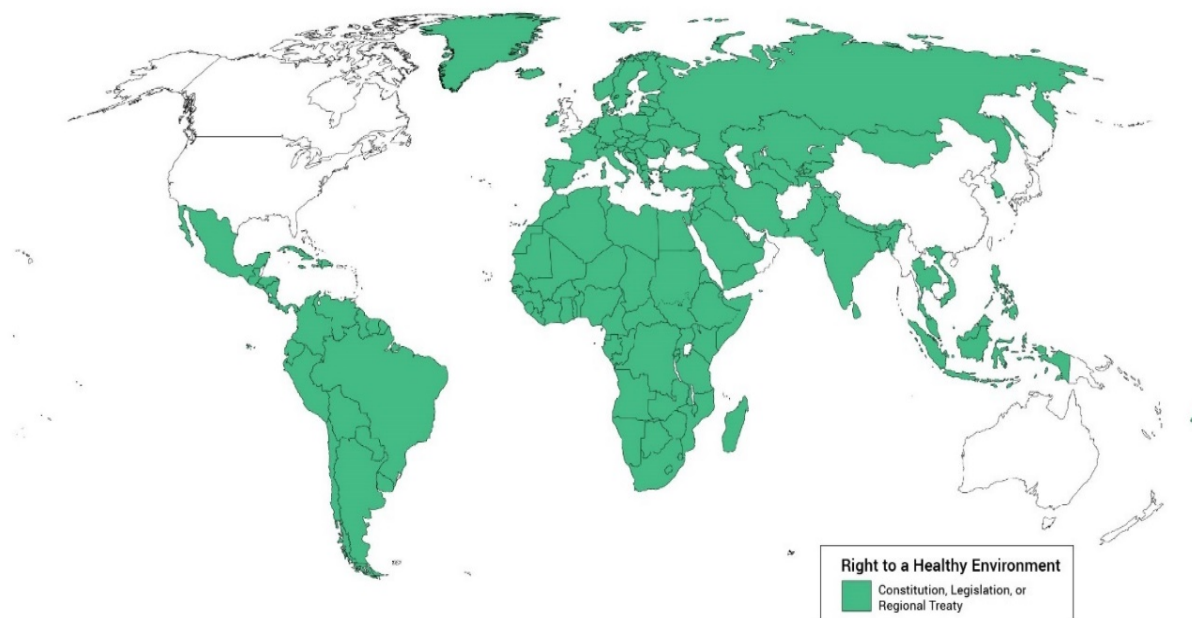 Right to a Healthy Environment
Constitution, Legislation, or
Regional Treaty